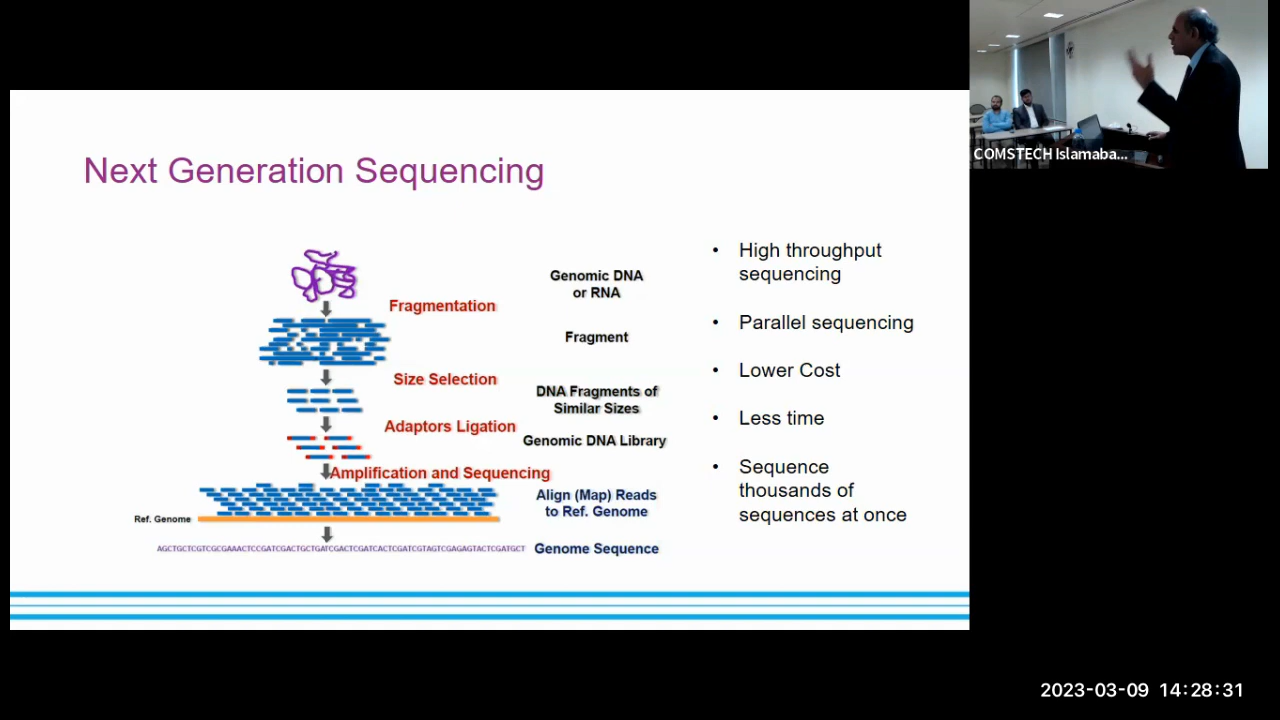 COMSTECH Islamaba...
Next Generation Sequencing
Genomic DNA
or RNA
Fragmentation
Fragment
Size Selection
DNA Fragments of
Similar Sizes
Adaptors Ligation
Genomic DNA Library
Amplification and Sequencing
Align (Map) Reads
to Ref. Genome
Ref. Genome
AGCTGCTCGTCGCGAAACTCCGATCGACTGCTGATCGACTCGATCACTCGATCGTAGTCGAGAGTACTCGATGCT
Genome Sequence
• High throughput
sequencing
• Parallel sequencing
• Lower Cost
• Less time
• Sequence
thousands of
sequences at once
2023-03-09 14:28:31